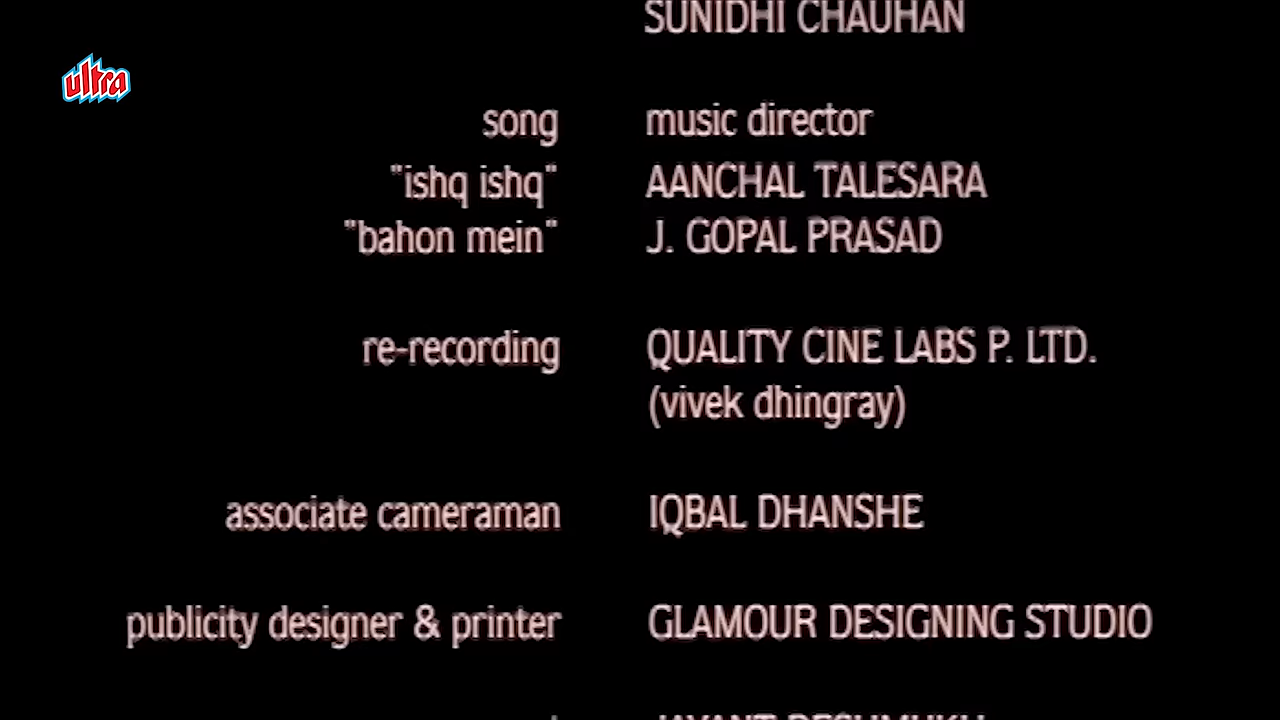 SUNIDHI CHAUHAN
ultra
song music director
"ishq ishq" AANCHAL TALESARA
"bahon mein" J. GOPAL PRASAD
re-recording QUALITY CINE LABS P. LTD.
(vivek dhingray)
associate cameraman IQBAL DHANSHE
publicity designer & printer GLAMOUR DESIGNING STUDIO